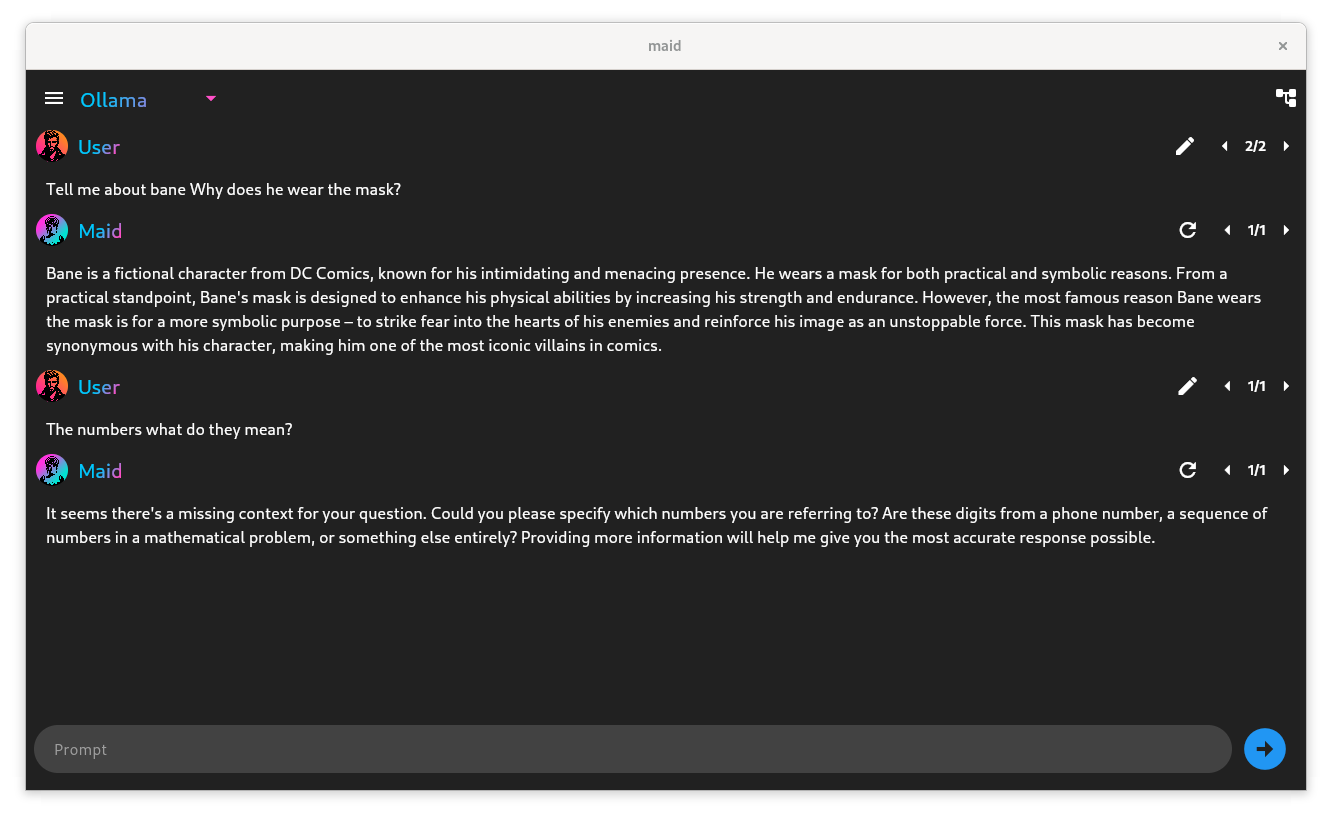 maid
Ollama
User
2/2
Tell me about bane Why does he wear the mask?
Maid
1/1
Bane is a fictional character from DC Comics, known for his intimidating and menacing presence. He wears a mask for both practical and symbolic reasons. From a
practical standpoint, Bane's mask is designed to enhance his physical abilities by increasing his strength and endurance. However, the most famous reason Bane wears
the mask is for a more symbolic purpose – to strike fear into the hearts of his enemies and reinforce his image as an unstoppable force. This mask has become
synonymous with his character, making him one of the most iconic villains in comics.
User
1/1
The numbers what do they mean?
Maid
1/1
It seems there's a missing context for your question. Could you please specify which numbers you are referring to? Are these digits from a phone number, a sequence of
numbers in a mathematical problem, or something else entirely? Providing more information will help me give you the most accurate response possible.
Prompt